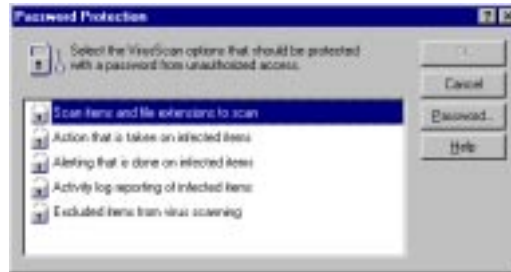 Password Protection
Select the VirusScan options that should be protected
with a password from unauthorized access.
Scan items and file extensions to scan
Action that is taken on infected items
Alerting that is done on infected items
Activity log reporting of infected items
Excluded items from virus scanning
Cancel
Password...
Help